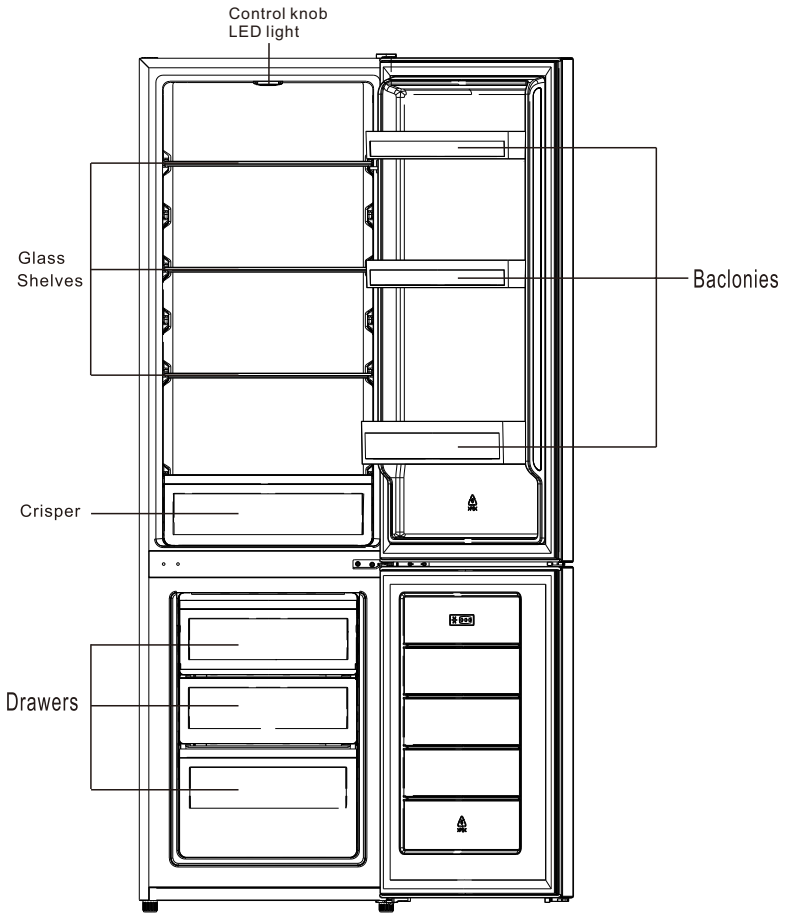 Control knob
LED light
Glass
Shelves
Baclonies
Crisper
Drawers